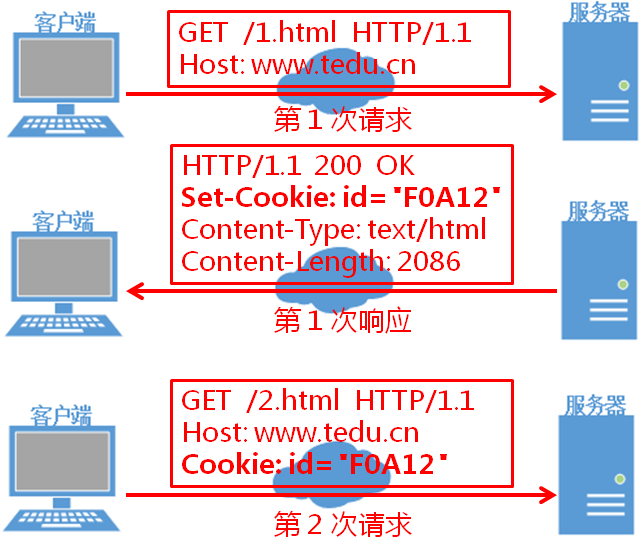 客户端
服务器
GET /1.html HTTP/1.1
Host: www.tedu.cn
第1次请求
HTTP/1.1 200 OK
Set-Cookie: id="F0A12"
Content-Type: text/html
Content-Length: 2086
客户端
服务器
第1次响应
GET /2.html HTTP/1.1
Host: www.tedu.cn
Cookie: id="F0A12"
客户端
服务器
第2次请求